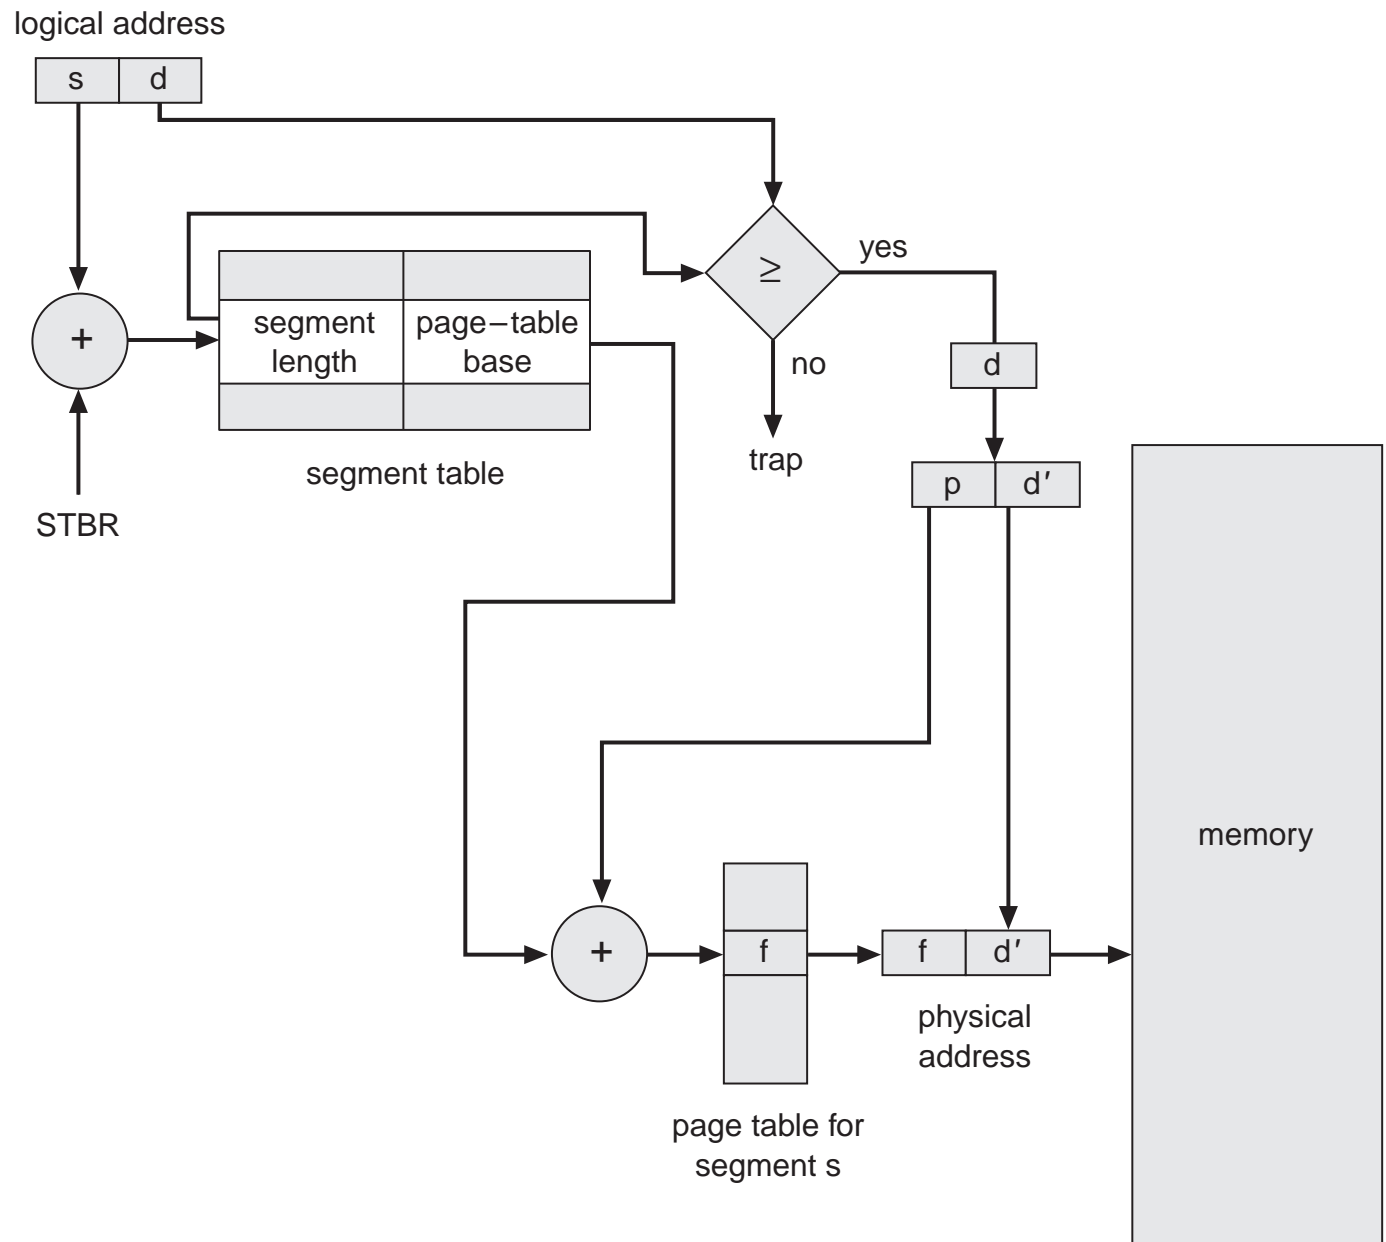 logical address
s d
≥
yes
+
segment length
page–table base
no
d
trap
segment table
p d′
STBR
memory
+
f
f d′
physical
address
page table for
segment s